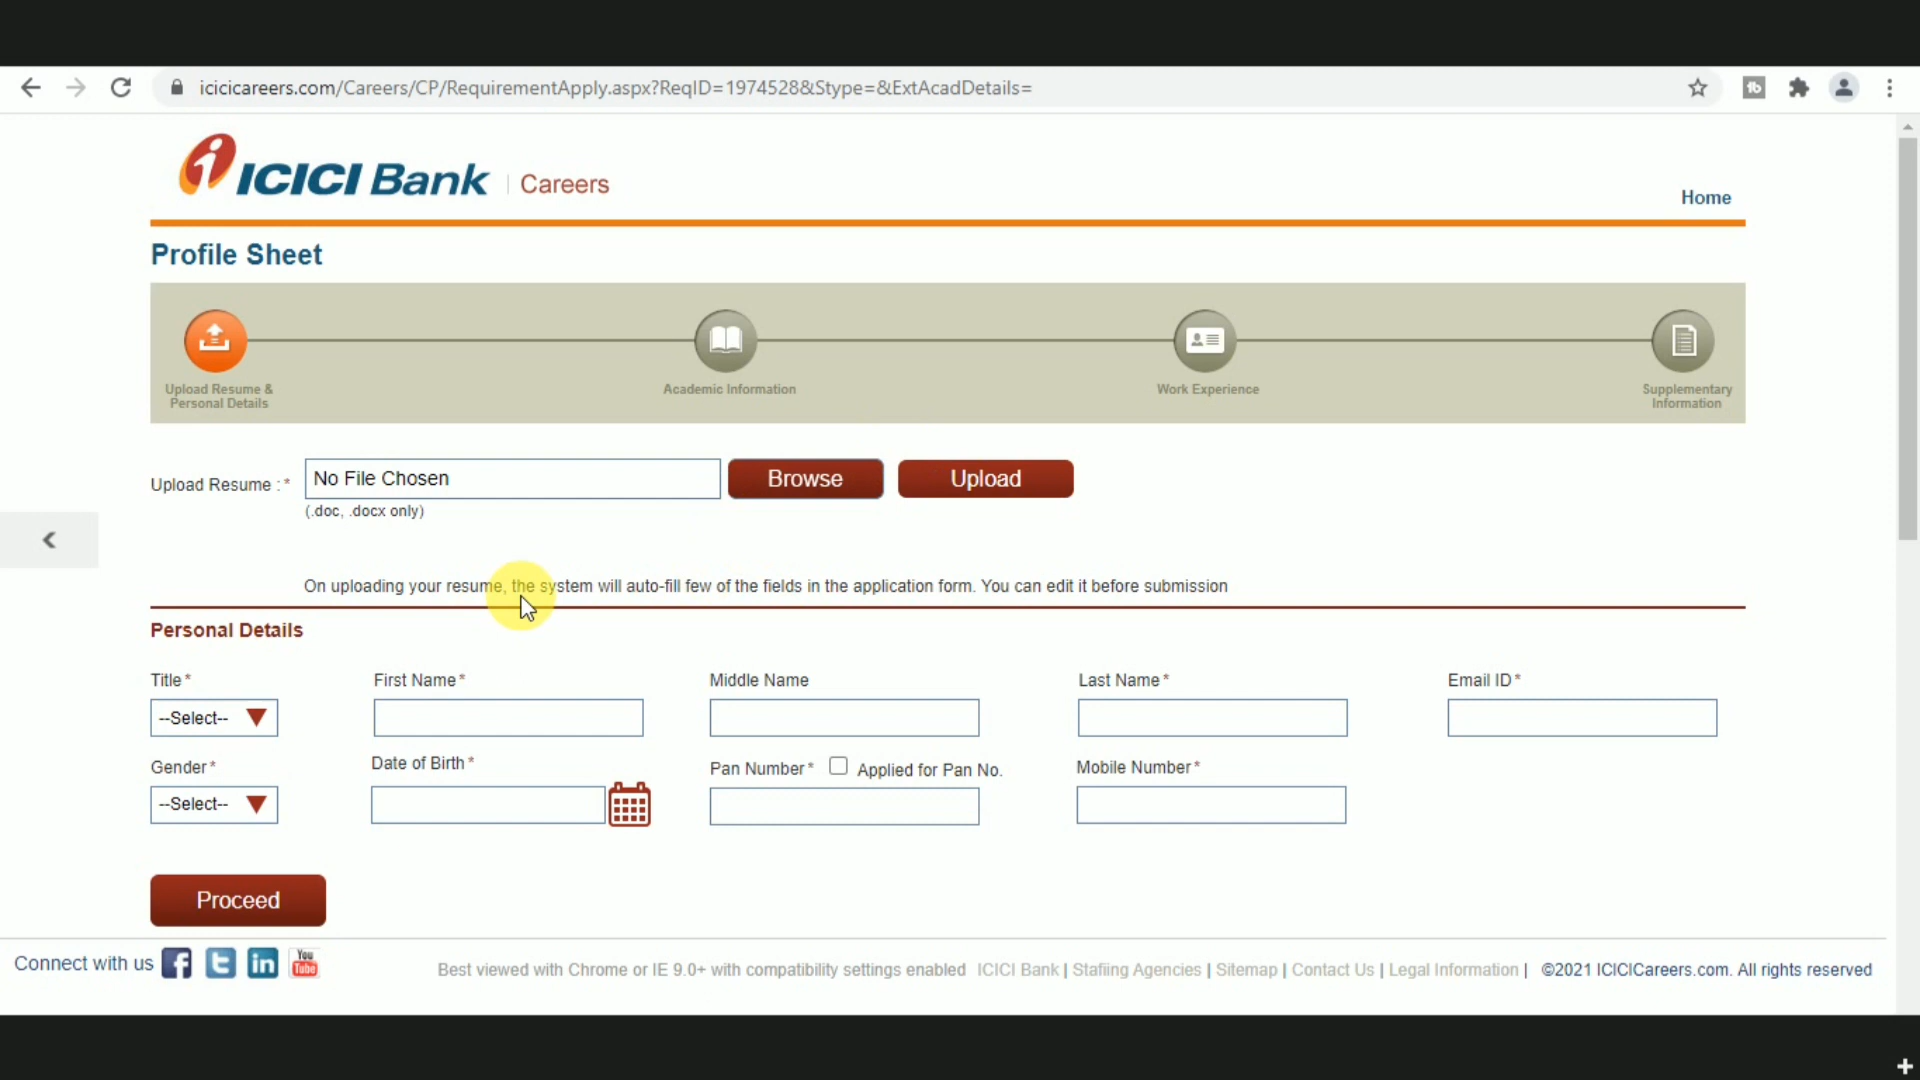 icicicareers.com/Careers/CP/RequirementApply.aspx?ReqID=1974528&Stype=&ExtAcadDetails=
i ICICI Bank | Careers
Home
Profile Sheet
Upload Resume & Personal Details
Academic Information
Work Experience
Supplementary Information
Upload Resume :* No File Chosen Browse Upload
(.doc, .docx only)
On uploading your resume, the system will auto-fill few of the fields in the application form. You can edit it before submission
Personal Details
Title* First Name* Middle Name Last Name* Email ID*
--Select--
Gender* Date of Birth* Pan Number* Applied for Pan No. Mobile Number*
--Select--
Proceed
Connect with us f t in You Tube Best viewed with Chrome or IE 9.0+ with compatibility settings enabled ICICI Bank | Stafiing Agencies | Sitemap | Contact Us | Legal Information | ©2021 ICICICareers.com. All rights reserved